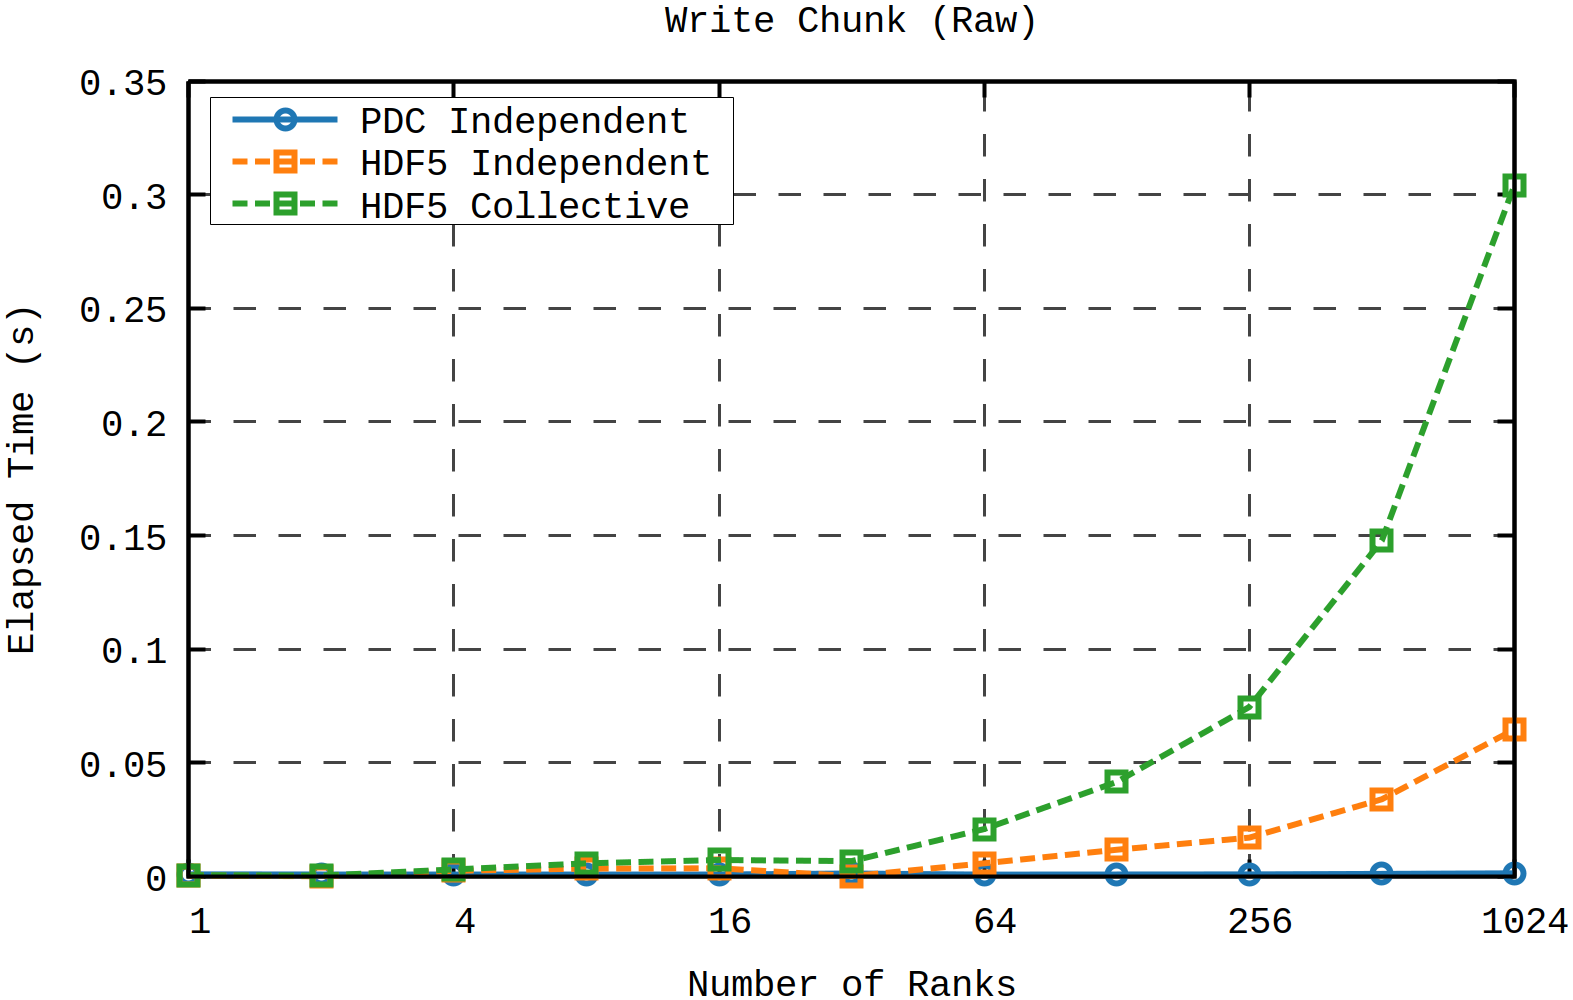 Write Chunk (Raw)
0.35
PDC Independent
HDF5 Independent
HDF5 Collective
0.3
0.25
0.2
0.15
0.1
0.05
0
Elapsed Time (s)
1 4 16 64 256 1024
Number of Ranks